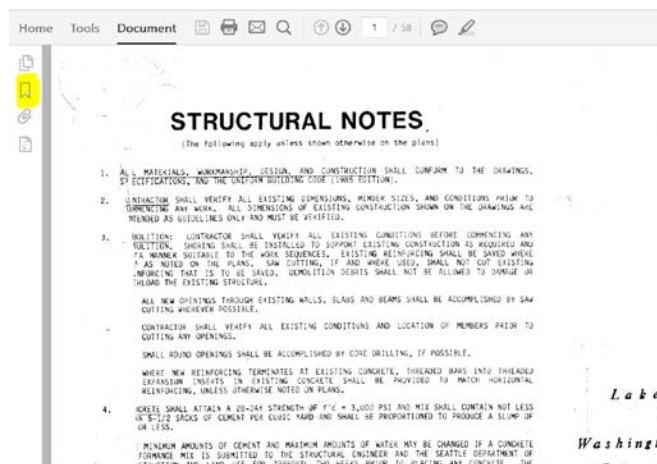 Home Tools Document 1 / 58
STRUCTURAL NOTES
(The following apply unless shown otherwise on the plans)
1. ALL MATERIALS, WORKMANSHIP, DESIGN, AND CONSTRUCTION SHALL CONFORM TO THE DRAWINGS,
SPECIFICATIONS, AND THE UNIFORM BUILDING CODE (1985 EDITION).
2. CONTRACTOR SHALL VERIFY ALL EXISTING DIMENSIONS, MEMBER SIZES, AND CONDITIONS PRIOR TO
ANY WORK. ALL DIMENSIONS OF EXISTING CONSTRUCTION SHOWN ON THE DRAWINGS ARE
NTENDED AS GUIDELINES ONLY AND MUST BE VERIFIED.
3. MOLITION: CONTRACTOR SHALL VERIFY ALL EXISTING CONDITIONS BEFORE COMMENCING ANY
MOLITION. SHORING SHALL BE INSTALLED TO SUPPORT EXISTING CONSTRUCTION AS REQUIRED AND
A MANNER SUITABLE TO THE WORK SEQUENCES. EXISTING REINFORCING SHALL BE SAVED WHERE
AS NOTED ON THE PLANS. SAW CUTTING, IF AND WHERE USED, SHALL NOT CUT EXISTING
NFORCING THAT IS TO BE SAVED. DEMOLITION DEBRIS SHALL NOT BE ALLOWED TO DAMAGE OR
RLOAD THE EXISTING STRUCTURE.
ALL NEW OPENINGS THROUGH EXISTING WALLS, SLABS AND BEAMS SHALL BE ACCOMPLISHED BY SAW
CUTTING WHEREVER POSSIBLE.
CONTRACTOR SHALL VERIFY ALL EXISTING CONDITIONS AND LOCATION OF MEMBERS PRIOR TO
CUTTING ANY OPENINGS.
SMALL ROUND OPENINGS SHALL BE ACCOMPLISHED BY CORE DRILLING, IF POSSIBLE.
WHERE NEW REINFORCING TERMINATES AT EXISTING CONCRETE, THREADED BARS INTO THREADED
EXPANSION INSERTS IN EXISTING CONCRETE SHALL BE PROVIDED TO MATCH HORIZONTAL
REINFORCING, UNLESS OTHERWISE NOTED ON PLANS.
Lake
4. NCRETE SHALL ATTAIN A 28-DAY STRENGTH OF f'c = 3,000 PSI AND MIX SHALL CONTAIN NOT LESS
AN 5-1/2 SACKS OF CEMENT PER CUBIC YARD AND SHALL BE PROPORTIONED TO PRODUCE A SLUMP OF
OR LESS.
Washingt
MINIMUM AMOUNTS OF CEMENT AND MAXIMUM AMOUNTS OF WATER MAY BE CHANGED IF A CONCRETE
FORMANCE MIX IS SUBMITTED TO THE STRUCTURAL ENGINEER AND THE SEATTLE DEPARTMENT OF